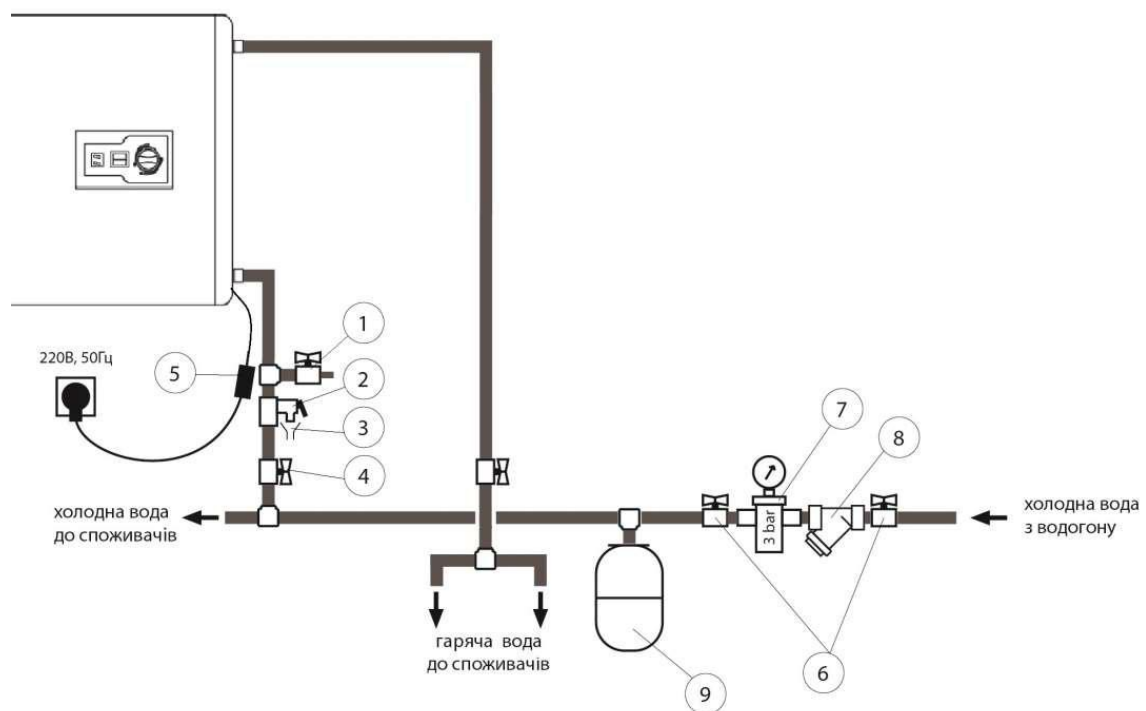 1
220В, 50Гц
5
2
3
7
8
4
холодна вода
до споживачів
3 bar
холодна вода
з водогону
гаряча вода
до споживачів
9
6